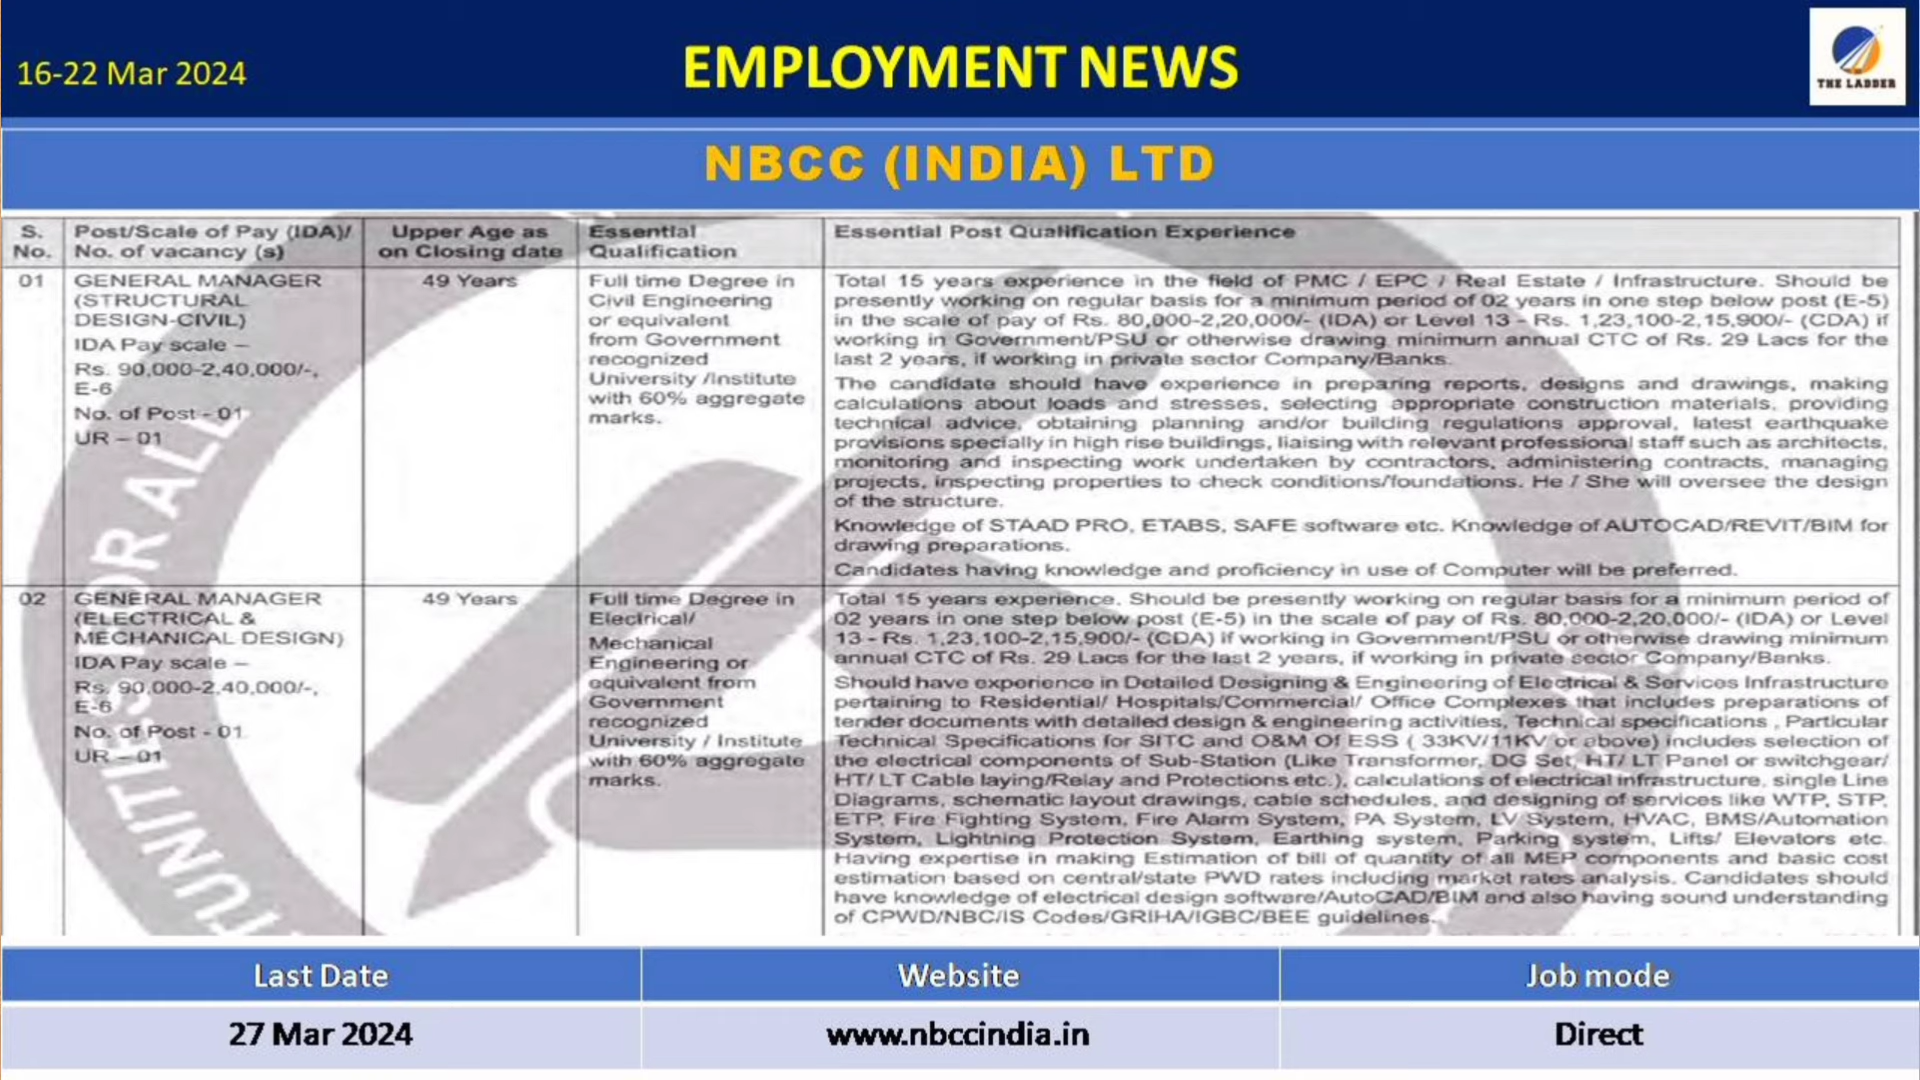 16-22 Mar 2024
EMPLOYMENT NEWS
THE LADDER
NBCC (INDIA) LTD
S. No.
Post/Scale of Pay (IDA)/
No. of vacancy (s)
Upper Age as
on Closing date
Essential
Qualification
Essential Post Qualification Experience
01
GENERAL MANAGER
(STRUCTURAL
DESIGN-CIVIL)
IDA Pay scale –
Rs. 90,000-2,40,000/-,
E-6
No. of Post - 01
UR – 01
49 Years
Full time Degree in
Civil Engineering
or equivalent
from Government
recognized
University /Institute
with 60% aggregate
marks.
Total 15 years experience in the field of PMC / EPC / Real Estate / Infrastructure. Should be
presently working on regular basis for a minimum period of 02 years in one step below post (E-5)
in the scale of pay of Rs. 80,000-2,20,000/- (IDA) or Level 13 - Rs. 1,23,100-2,15,900/- (CDA) if
working in Government/PSU or otherwise drawing minimum annual CTC of Rs. 29 Lacs for the
last 2 years, if working in private sector Company/Banks.
The candidate should have experience in preparing reports, designs and drawings, making
calculations about loads and stresses, selecting appropriate construction materials, providing
technical advice, obtaining planning and/or building regulations approval, latest earthquake
provisions specially in high rise buildings, liaising with relevant professional staff such as architects,
monitoring and inspecting work undertaken by contractors, administering contracts, managing
projects, inspecting properties to check conditions/foundations. He / She will oversee the design
of the structure.
Knowledge of STAAD PRO, ETABS, SAFE software etc. Knowledge of AUTOCAD/REVIT/BIM for
drawing preparations.
Candidates having knowledge and proficiency in use of Computer will be preferred.
02
GENERAL MANAGER
(ELECTRICAL &
MECHANICAL DESIGN)
IDA Pay scale –
Rs. 90,000-2,40,000/-,
E-6
No. of Post - 01
UR – 01
49 Years
Full time Degree in
Electrical/
Mechanical
Engineering or
equivalent from
Government
recognized
University / Institute
with 60% aggregate
marks.
Total 15 years experience. Should be presently working on regular basis for a minimum period of
02 years in one step below post (E-5) in the scale of pay of Rs. 80,000-2,20,000/- (IDA) or Level
13 - Rs. 1,23,100-2,15,900/- (CDA) if working in Government/PSU or otherwise drawing minimum
annual CTC of Rs. 29 Lacs for the last 2 years, if working in private sector Company/Banks.
Should have experience in Detailed Designing & Engineering of Electrical & Services Infrastructure
pertaining to Residential/ Hospitals/Commercial/ Office Complexes that includes preparations of
tender documents with detailed design & engineering activities, Technical specifications , Particular
Technical Specifications for SITC and O&M Of ESS ( 33KV/11KV or above) includes selection of
the electrical components of Sub-Station (Like Transformer, DG Set, HT/ LT Panel or switchgear/
HT/ LT Cable laying/Relay and Protections etc.), calculations of electrical infrastructure, single Line
Diagrams, schematic layout drawings, cable schedules, and designing of services like WTP, STP,
ETP, Fire Fighting System, Fire Alarm System, PA System, LV System, HVAC, BMS/Automation
System, Lightning Protection System, Earthing system, Parking system, Lifts/ Elevators etc.
Having expertise in making Estimation of bill of quantity of all MEP components and basic cost
estimation based on central/state PWD rates including market rates analysis. Candidates should
have knowledge of electrical design software/AutoCAD/BIM and also having sound understanding
of CPWD/NBC/IS Codes/GRIHA/IGBC/BEE guidelines.
Last Date
Website
Job mode
27 Mar 2024
www.nbccindia.in
Direct